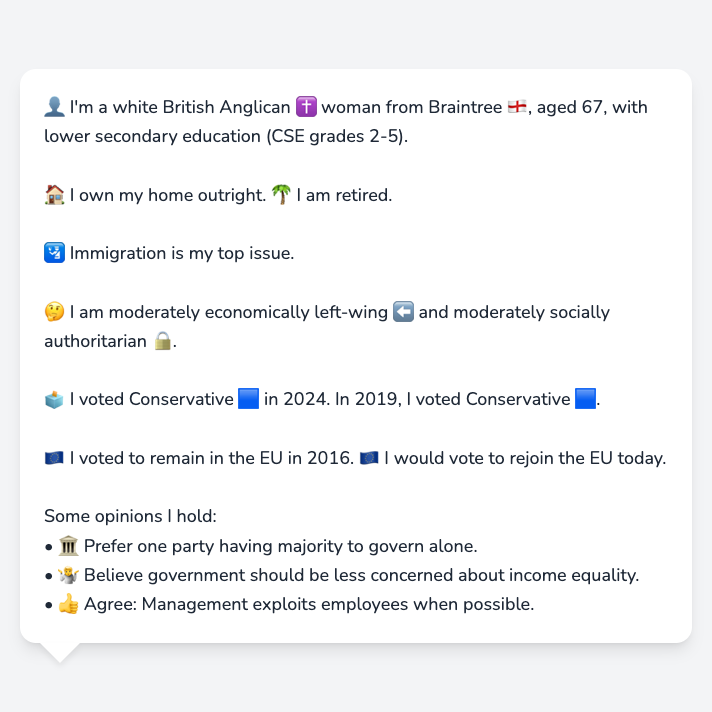 👤 I'm a white British Anglican ✝️ woman from Braintree 🏴󠁧󠁢󠁥󠁮󠁧󠁿, aged 67, with
lower secondary education (CSE grades 2-5).
🏠 I own my home outright. 🌴 I am retired.
🛂 Immigration is my top issue.
🤔 I am moderately economically left-wing ⬅️ and moderately socially
authoritarian 🔒.
🗳️ I voted Conservative 🟦 in 2024. In 2019, I voted Conservative 🟦.
🇪🇺 I voted to remain in the EU in 2016. 🇪🇺 I would vote to rejoin the EU today.
Some opinions I hold:
• 🏛️ Prefer one party having majority to govern alone.
• 🤷 Believe government should be less concerned about income equality.
• 👍 Agree: Management exploits employees when possible.